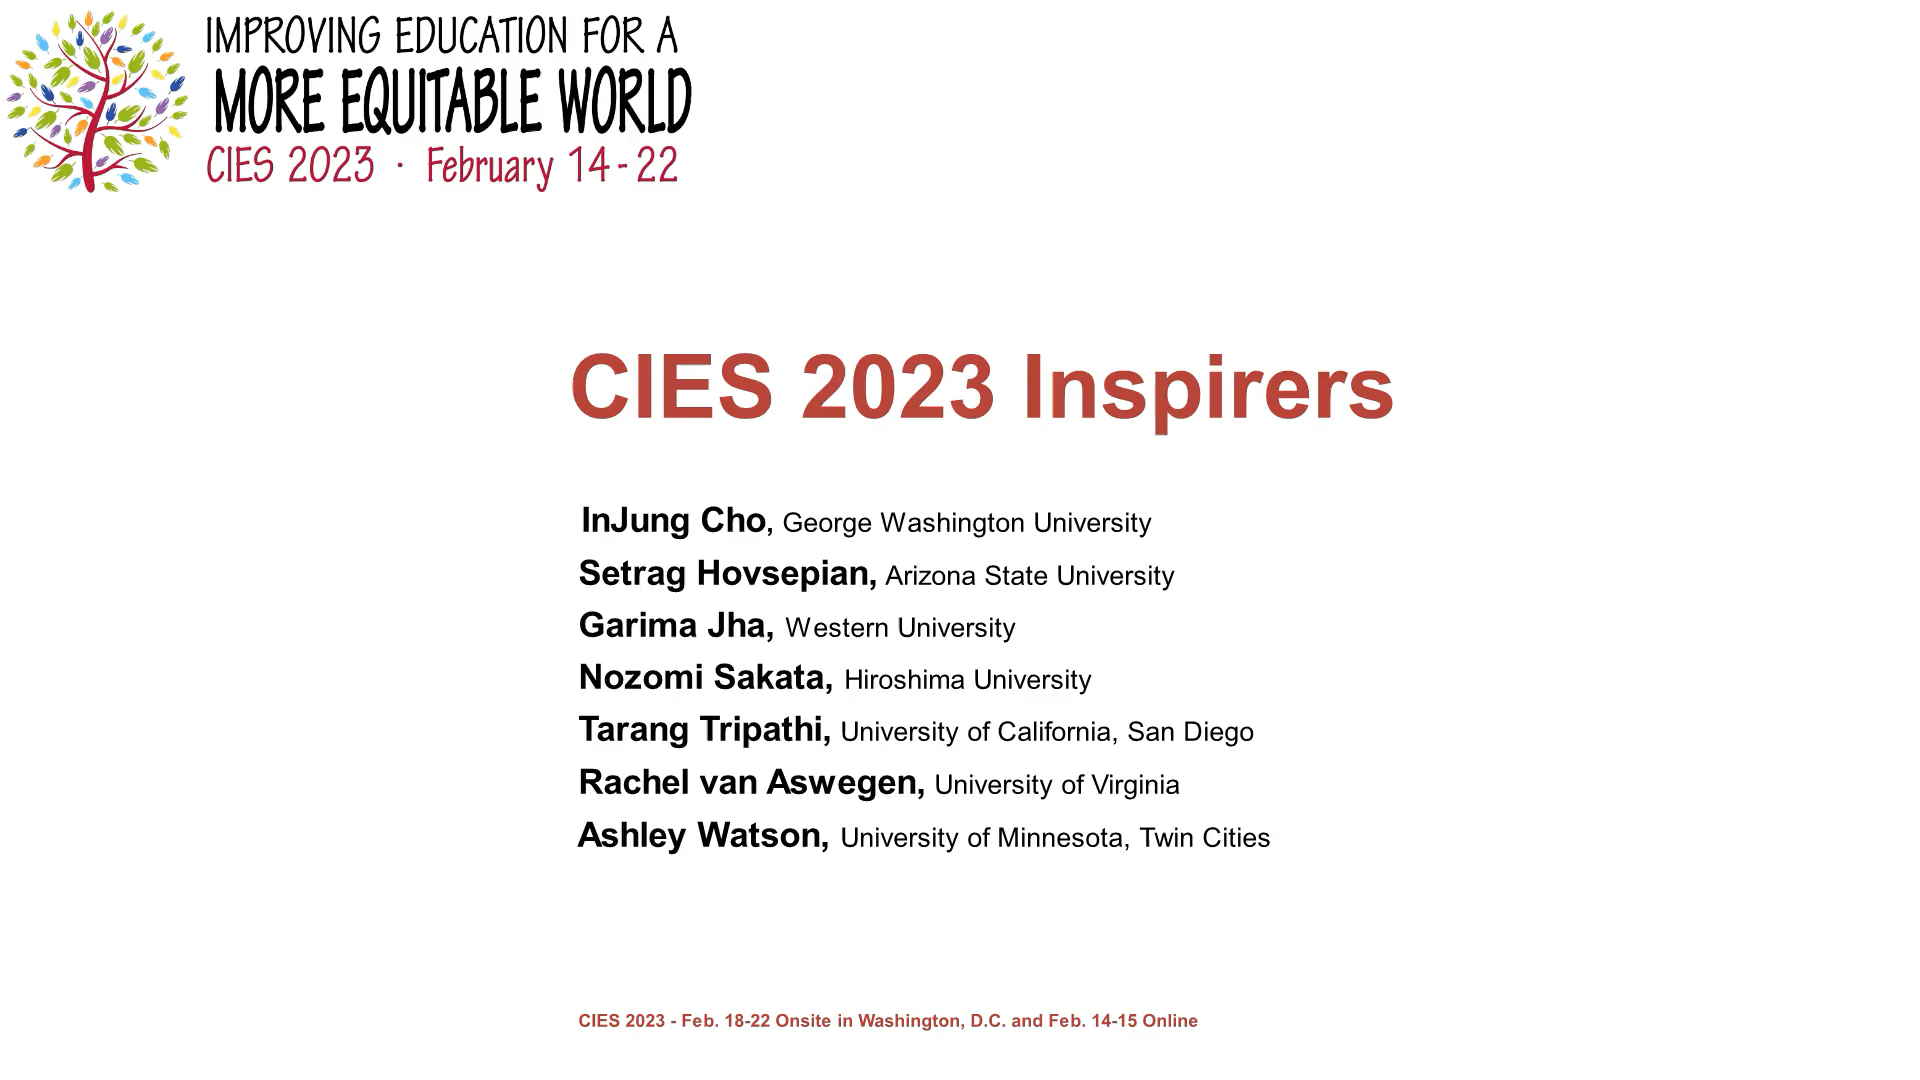 IMPROVING EDUCATION FOR A
MORE EQUITABLE WORLD
CIES 2023 · February 14-22
CIES 2023 Inspirers
InJung Cho, George Washington University
Setrag Hovsepian, Arizona State University
Garima Jha, Western University
Nozomi Sakata, Hiroshima University
Tarang Tripathi, University of California, San Diego
Rachel van Aswegen, University of Virginia
Ashley Watson, University of Minnesota, Twin Cities
CIES 2023 - Feb. 18-22 Onsite in Washington, D.C. and Feb. 14-15 Online